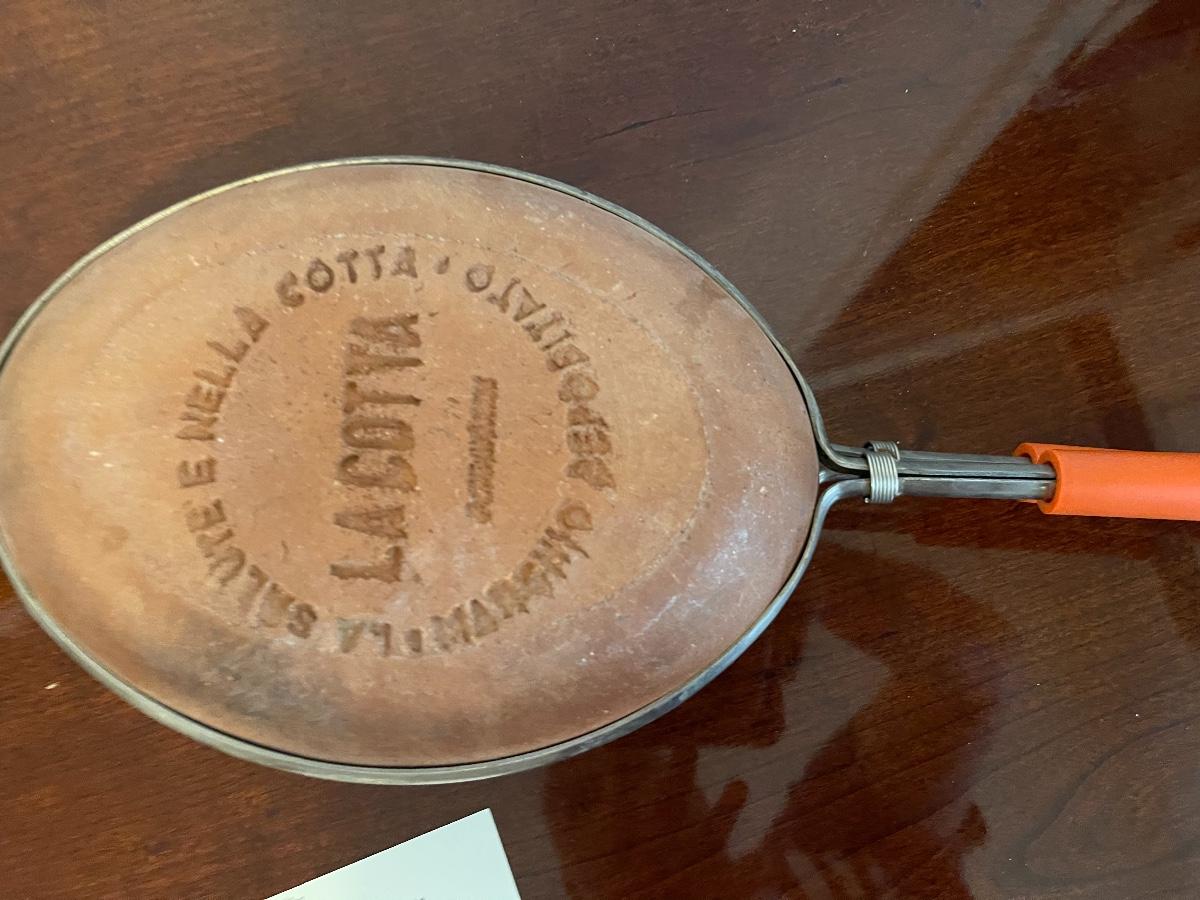 SALUTE E NELLA COTTA · LA MARCHIO DEPOSITATO
LA COTTA